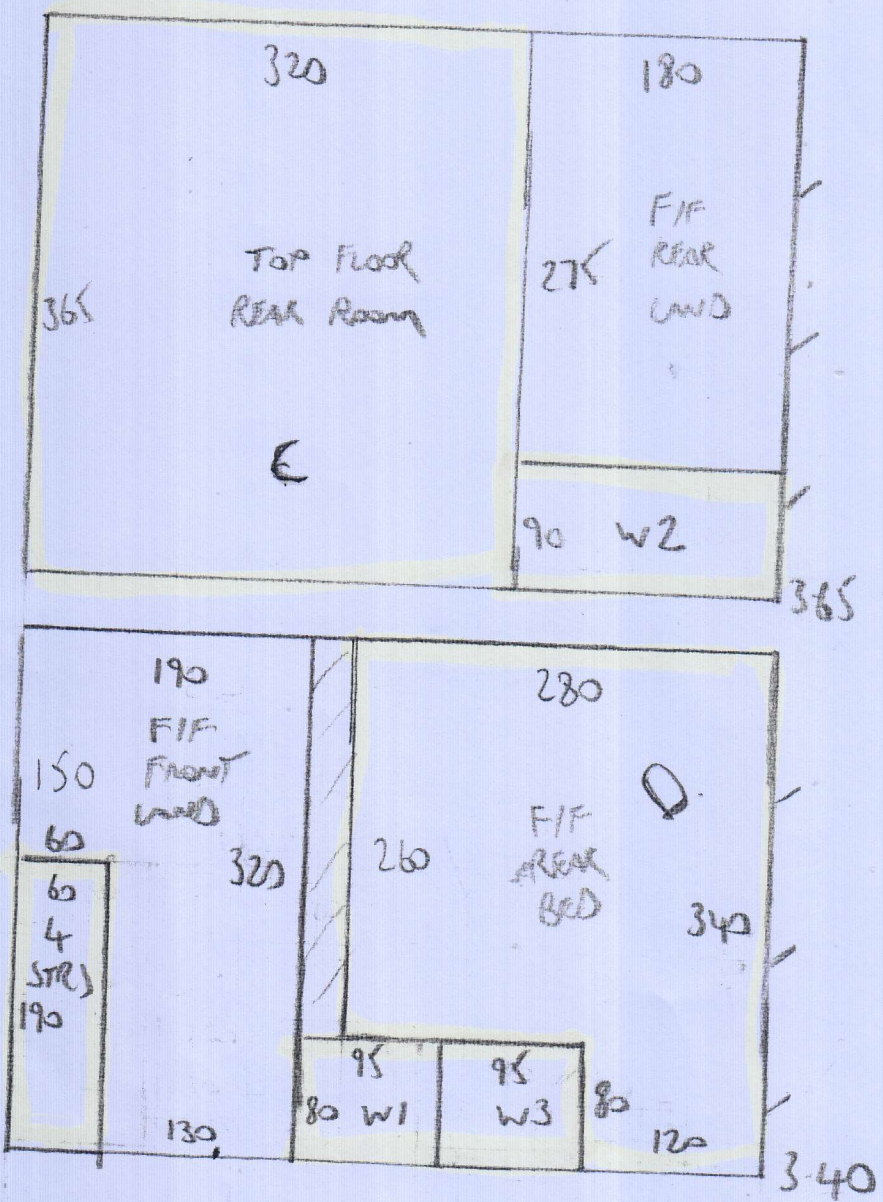 320
180
TOP FLOOR
REAR Room
365
€
F/F
REAR
LAND
275
90 W2
365
190
F/F
FRONT
LAND
150
60
60
4
STRS
190
320
130
280
D
F/F
REAR
BED
260
340
95
80 W1
95
W3
80
120
3.40